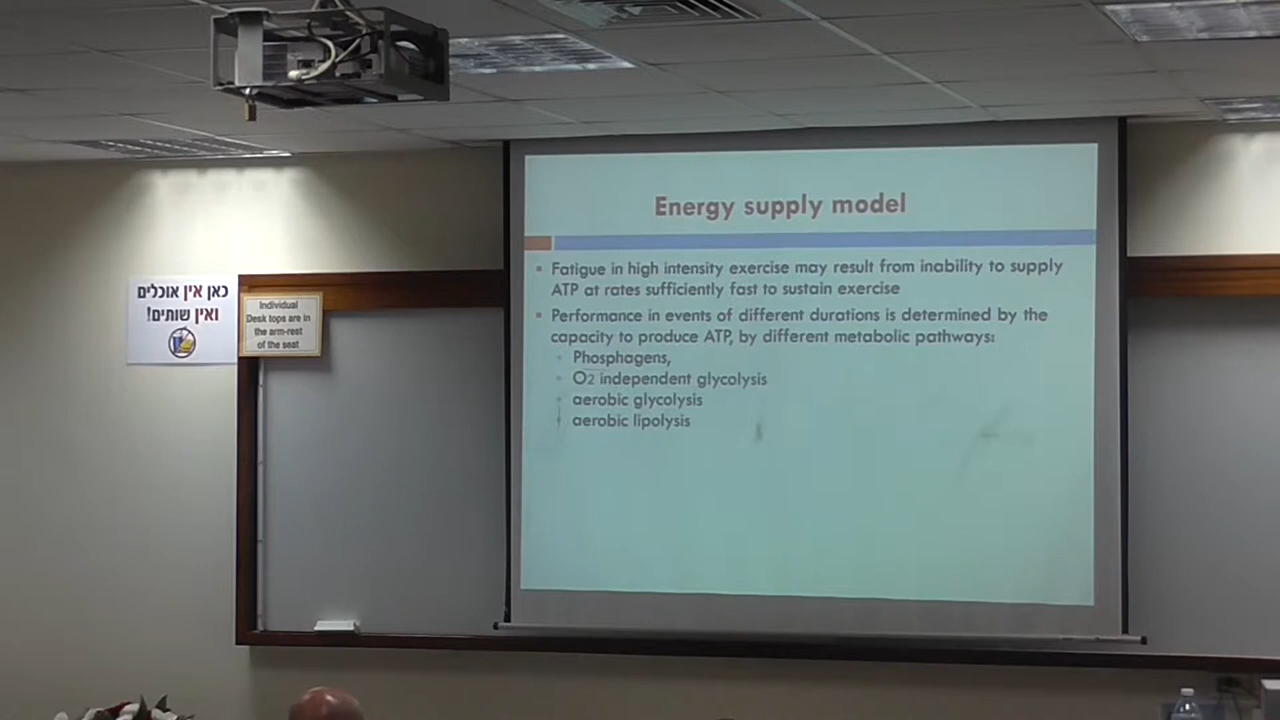 Energy supply model
Fatigue in high intensity exercise may result from inability to supply
ATP at rates sufficiently fast to sustain exercise
Performance in events of different durations is determined by the
capacity to produce ATP, by different metabolic pathways:
Phosphagens,
O2 independent glycolysis
aerobic glycolysis
aerobic lipolysis
כאן אין אוכלים
ואין שותים!
Individual
Desk tops are in
the arm-rest
of the seat